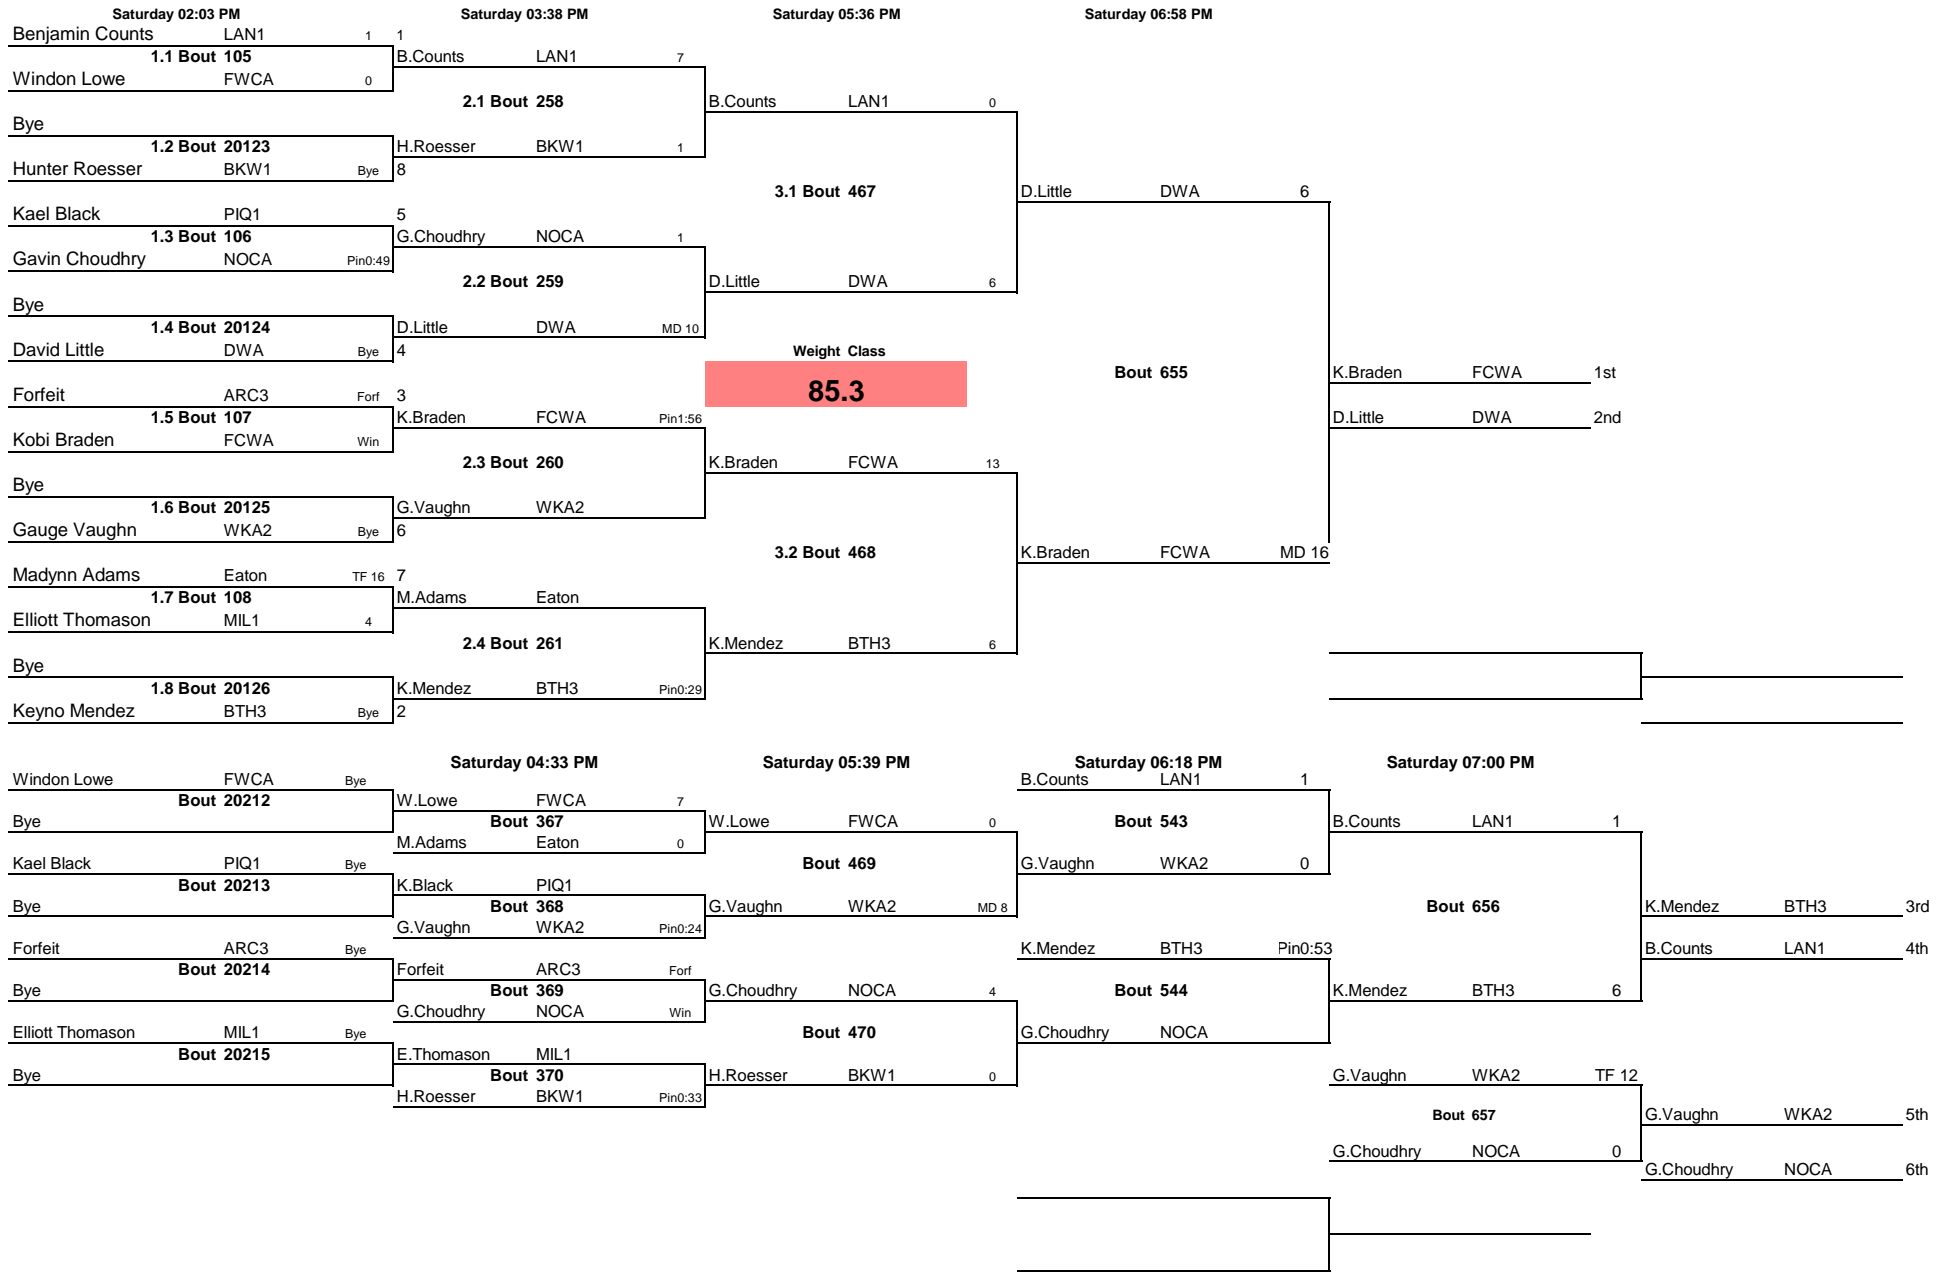 Saturday 02:03 PM Saturday 03:38 PM Saturday 05:36 PM Saturday 06:58 PM
Benjamin Counts LAN1 1 1
1.1 Bout 105 B.Counts LAN1 7
Windon Lowe FWCA 0
2.1 Bout 258 B.Counts LAN1 0
Bye
1.2 Bout 20123 H.Roesser BKW1 1
Hunter Roesser BKW1 Bye 8
3.1 Bout 467 D.Little DWA 6
Kael Black PIQ1 5
1.3 Bout 106 G.Choudhry NOCA 1
Gavin Choudhry NOCA Pin0:49
2.2 Bout 259 D.Little DWA 6
Bye
1.4 Bout 20124 D.Little DWA MD 10
David Little DWA Bye 4 Weight Class
Bout 655 K.Braden FCWA 1st
Forfeit ARC3 Forf 3 85.3
1.5 Bout 107 K.Braden FCWA Pin1:56 D.Little DWA 2nd
Kobi Braden FCWA Win
2.3 Bout 260 K.Braden FCWA 13
Bye
1.6 Bout 20125 G.Vaughn WKA2
Gauge Vaughn WKA2 Bye 6
3.2 Bout 468 K.Braden FCWA MD 16
Madynn Adams Eaton TF 16 7
1.7 Bout 108 M.Adams Eaton
Elliott Thomason MIL1 4
2.4 Bout 261 K.Mendez BTH3 6
Bye
1.8 Bout 20126 K.Mendez BTH3 Pin0:29
Keyno Mendez BTH3 Bye 2
Saturday 04:33 PM Saturday 05:39 PM Saturday 06:18 PM Saturday 07:00 PM
Windon Lowe FWCA Bye B.Counts LAN1 1
Bout 20212 W.Lowe FWCA 7
Bye Bout 367 W.Lowe FWCA 0 Bout 543 B.Counts LAN1 1
M.Adams Eaton 0
Kael Black PIQ1 Bye Bout 469 G.Vaughn WKA2 0
Bout 20213 K.Black PIQ1
Bye Bout 368 G.Vaughn WKA2 MD 8 Bout 656 K.Mendez BTH3 3rd
G.Vaughn WKA2 Pin0:24
Forfeit ARC3 Bye K.Mendez BTH3 Pin0:53 B.Counts LAN1 4th
Bout 20214 Forfeit ARC3 Forf
Bye Bout 369 G.Choudhry NOCA 4 Bout 544 K.Mendez BTH3 6
G.Choudhry NOCA Win
Elliott Thomason MIL1 Bye Bout 470 G.Choudhry NOCA
Bout 20215 E.Thomason MIL1
Bye Bout 370 H.Roesser BKW1 0 G.Vaughn WKA2 TF 12
H.Roesser BKW1 Pin0:33
Bout 657 G.Vaughn WKA2 5th
G.Choudhry NOCA 0
G.Choudhry NOCA 6th